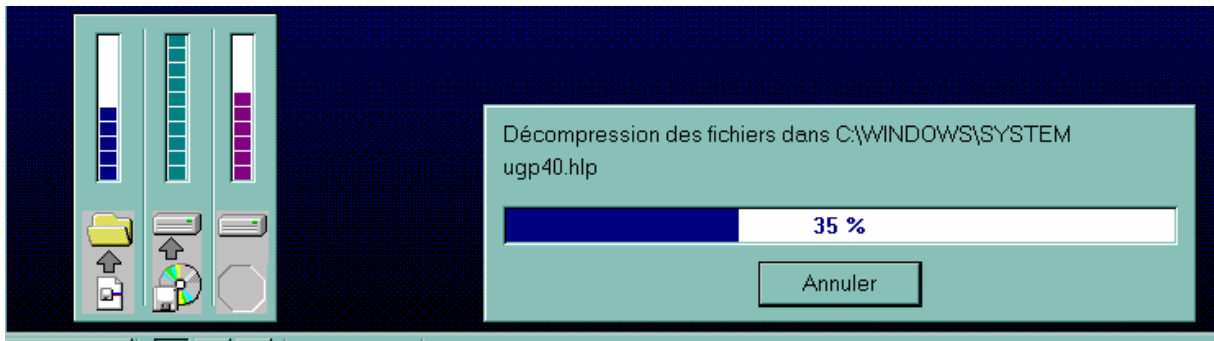 Décompression des fichiers dans C:\WINDOWS\SYSTEM
ugp40.hlp
35 %
Annuler